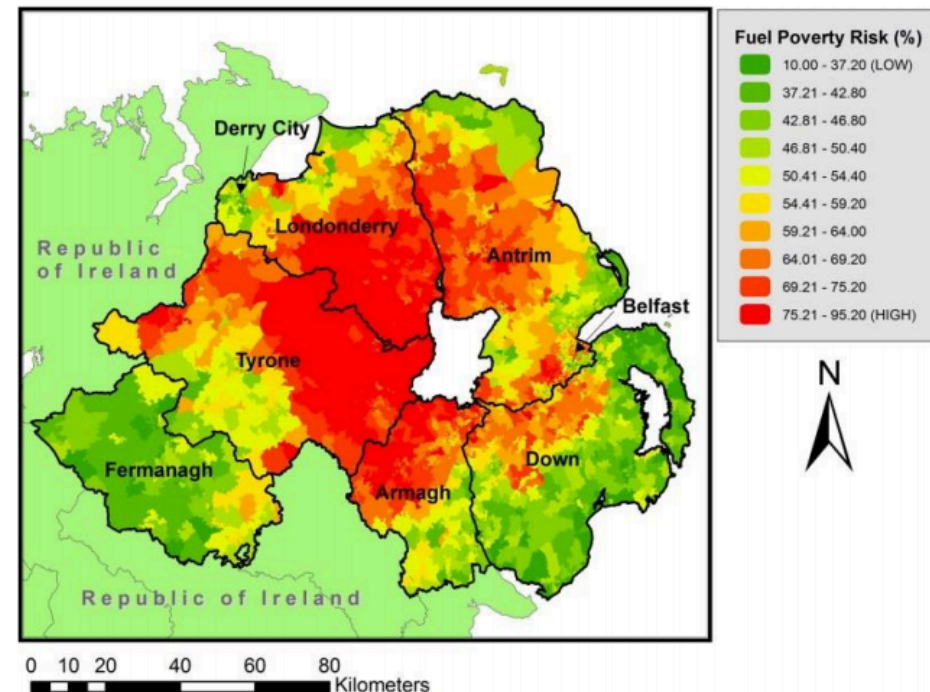 Derry City
Londonderry
Republic
of Ireland
Antrim
Belfast
Tyrone
Fermanagh
Down
Armagh
Republic of Ireland
0 10 20 40 60 80
Kilometers
Fuel Poverty Risk (%)
10.00 - 37.20 (LOW)
37.21 - 42.80
42.81 - 46.80
46.81 - 50.40
50.41 - 54.40
54.41 - 59.20
59.21 - 64.00
64.01 - 69.20
69.21 - 75.20
75.21 - 95.20 (HIGH)
N